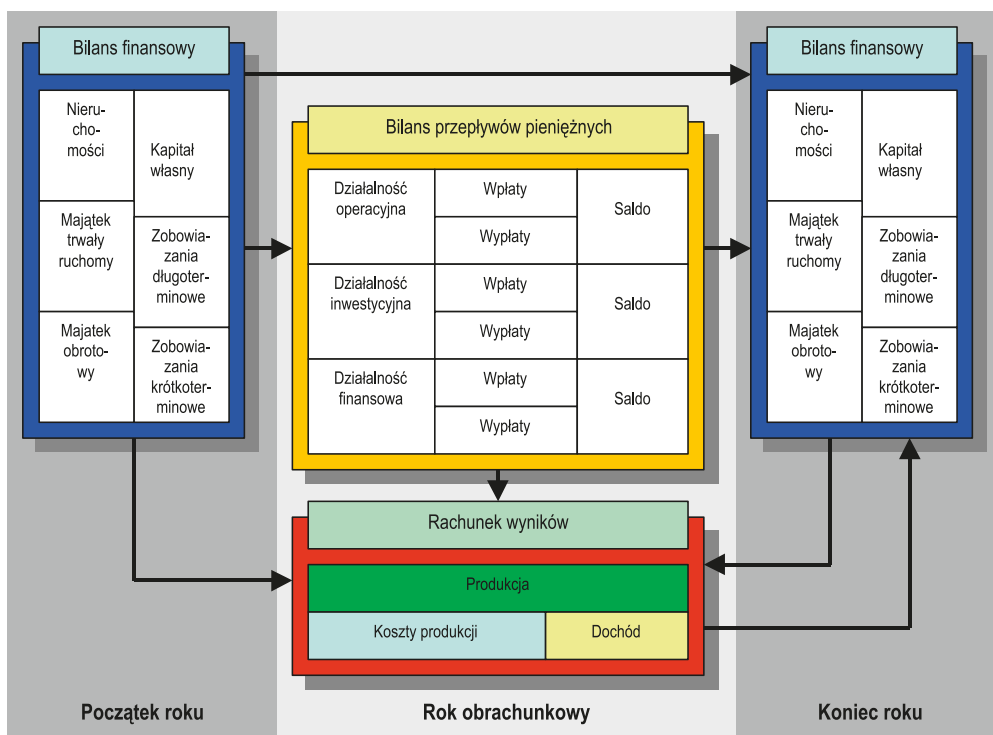 Bilans finansowy
Nieru-
cho-
mości
Majątek
trwały
ruchomy
Majatek
obroto-
wy
Kapitał
własny
Zobowia-
zania
długoter-
minowe
Zobowia-
zania
krótkoter-
minowe
Początek roku
Bilans przepływów pieniężnych
Działalność
operacyjna
Wpłaty
Wypłaty
Saldo
Działalność
inwestycyjna
Wpłaty
Wypłaty
Saldo
Działalność
finansowa
Wpłaty
Wypłaty
Saldo
Rachunek wyników
Produkcja
Koszty produkcji
Dochód
Rok obrachunkowy
Bilans finansowy
Nieru-
cho-
mości
Majątek
trwały
ruchomy
Majatek
obroto-
wy
Kapitał
własny
Zobowia-
zania
długoter-
minowe
Zobowia-
zania
krótkoter-
minowe
Koniec roku